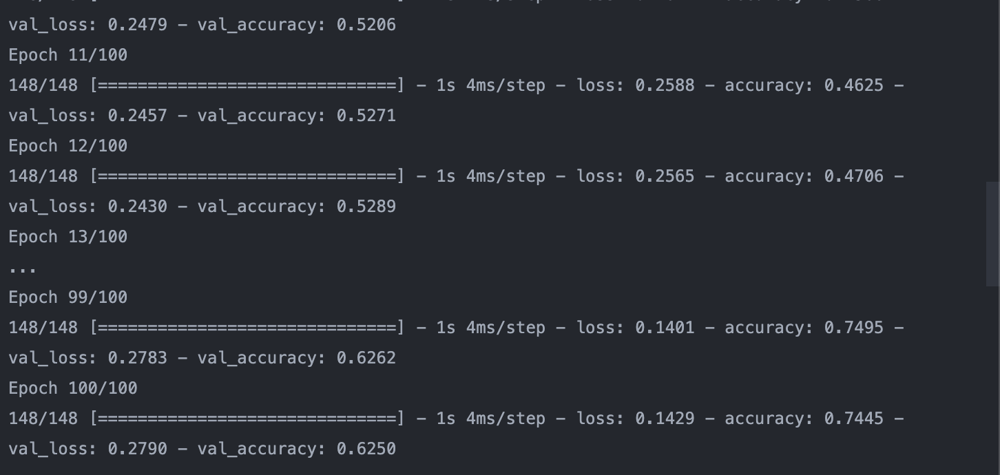 val_loss: 0.2479 - val_accuracy: 0.5206
Epoch 11/100
148/148 [==============================] - 1s 4ms/step - loss: 0.2588 - accuracy: 0.4625 -
val_loss: 0.2457 - val_accuracy: 0.5271
Epoch 12/100
148/148 [==============================] - 1s 4ms/step - loss: 0.2565 - accuracy: 0.4706 -
val_loss: 0.2430 - val_accuracy: 0.5289
Epoch 13/100
...
Epoch 99/100
148/148 [==============================] - 1s 4ms/step - loss: 0.1401 - accuracy: 0.7495 -
val_loss: 0.2783 - val_accuracy: 0.6262
Epoch 100/100
148/148 [==============================] - 1s 4ms/step - loss: 0.1429 - accuracy: 0.7445 -
val_loss: 0.2790 - val_accuracy: 0.6250